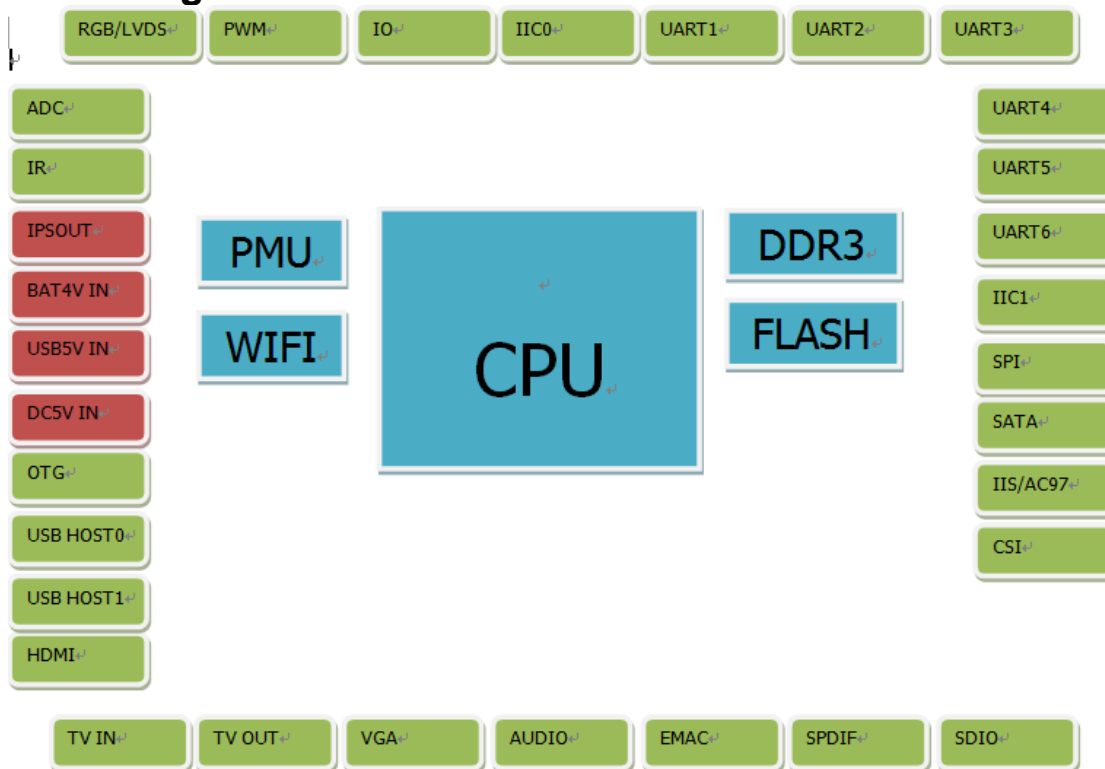 RGB/LVDS
PWM
IO
IIC0
UART1
UART2
UART3
ADC
IR
IPSOUT
BAT4V IN
USB5V IN
DC5V IN
OTG
USB HOST0
USB HOST1
HDMI
PMU
WIFI
CPU
DDR3
FLASH
UART4
UART5
UART6
IIC1
SPI
SATA
IIS/AC97
CSI
TV IN
TV OUT
VGA
AUDIO
EMAC
SPDIF
SDIO